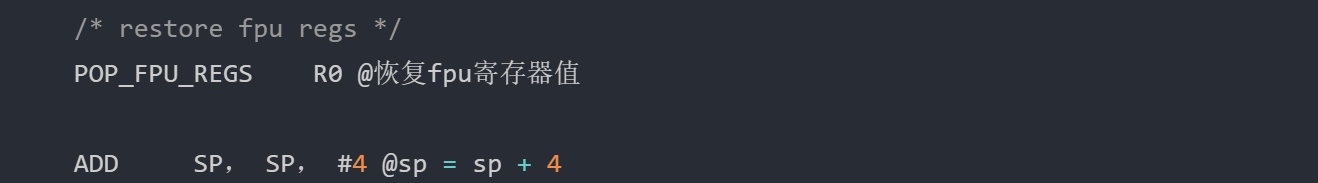 /* restore fpu regs */
POP_FPU_REGS    R0 @恢复fpu寄存器值
ADD     SP， SP， #4 @sp = sp + 4